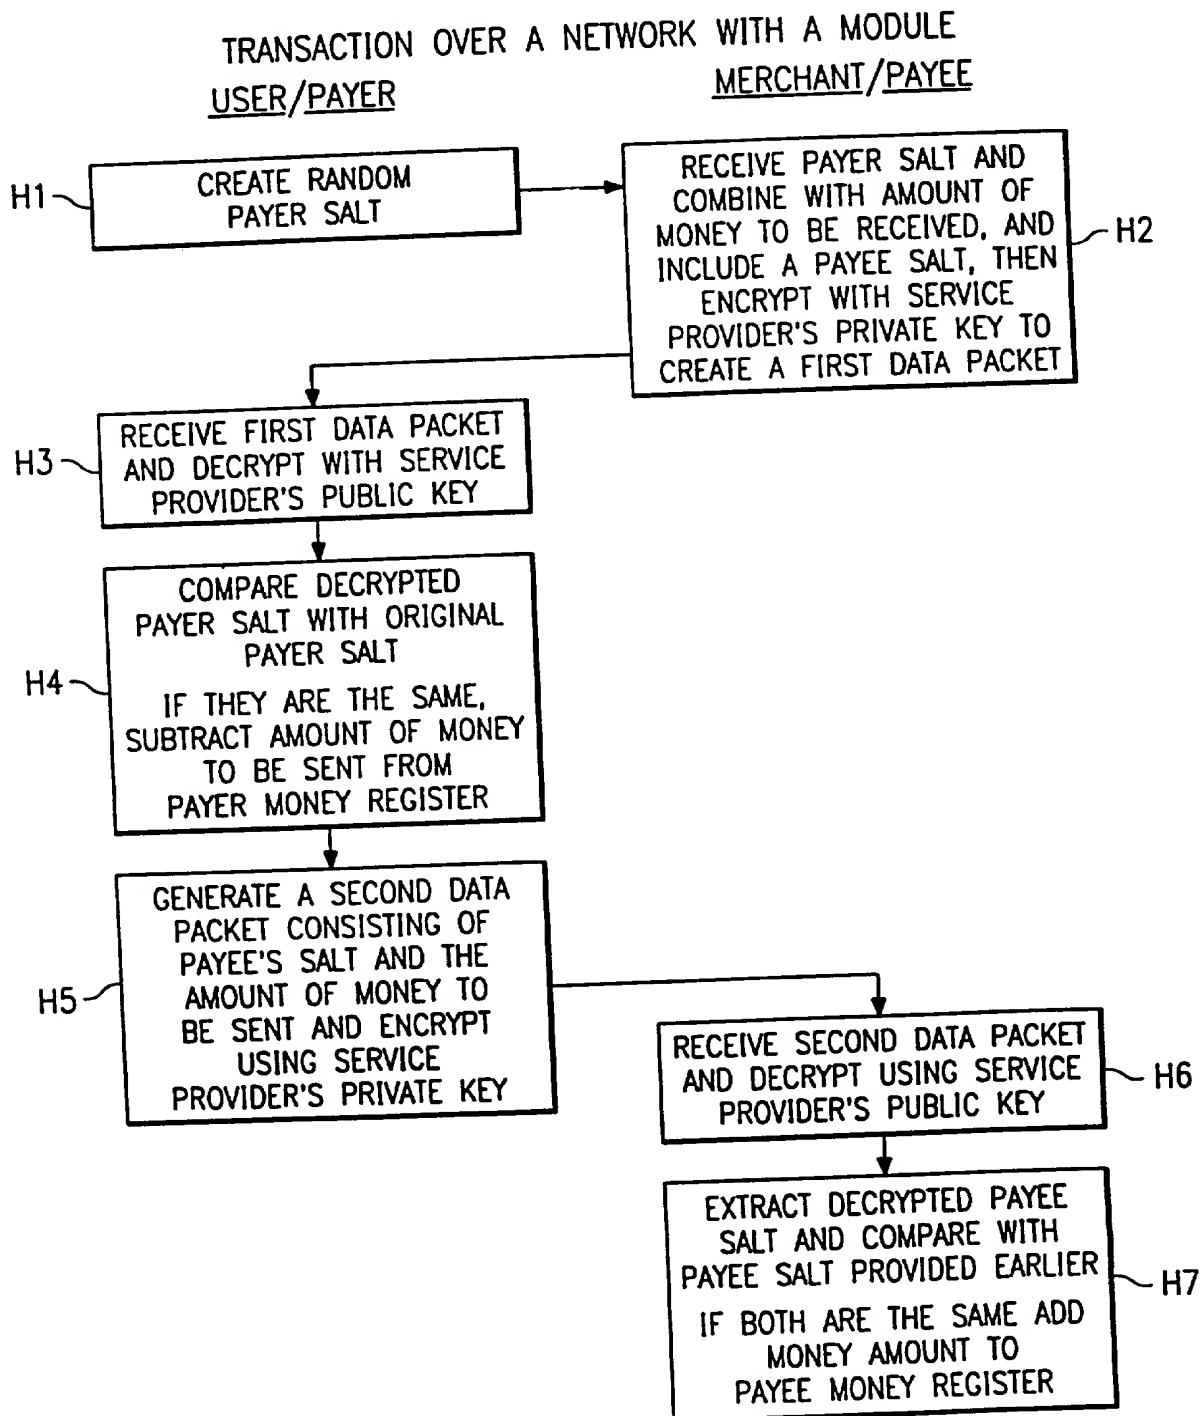 TRANSACTION OVER A NETWORK WITH A MODULE
USER/PAYER
MERCHANT/PAYEE
H1
CREATE RANDOM
PAYER SALT
RECEIVE PAYER SALT AND
COMBINE WITH AMOUNT OF
MONEY TO BE RECEIVED, AND
INCLUDE A PAYEE SALT, THEN
ENCRYPT WITH SERVICE
PROVIDER'S PRIVATE KEY TO
CREATE A FIRST DATA PACKET
H2
H3
RECEIVE FIRST DATA PACKET
AND DECRYPT WITH SERVICE
PROVIDER'S PUBLIC KEY
H4
COMPARE DECRYPTED
PAYER SALT WITH ORIGINAL
PAYER SALT
IF THEY ARE THE SAME,
SUBTRACT AMOUNT OF MONEY
TO BE SENT FROM
PAYER MONEY REGISTER
H5
GENERATE A SECOND DATA
PACKET CONSISTING OF
PAYEE'S SALT AND THE
AMOUNT OF MONEY TO
BE SENT AND ENCRYPT
USING SERVICE
PROVIDER'S PRIVATE KEY
RECEIVE SECOND DATA PACKET
AND DECRYPT USING SERVICE
PROVIDER'S PUBLIC KEY
H6
EXTRACT DECRYPTED PAYEE
SALT AND COMPARE WITH
PAYEE SALT PROVIDED EARLIER
IF BOTH ARE THE SAME ADD
MONEY AMOUNT TO
PAYEE MONEY REGISTER
H7